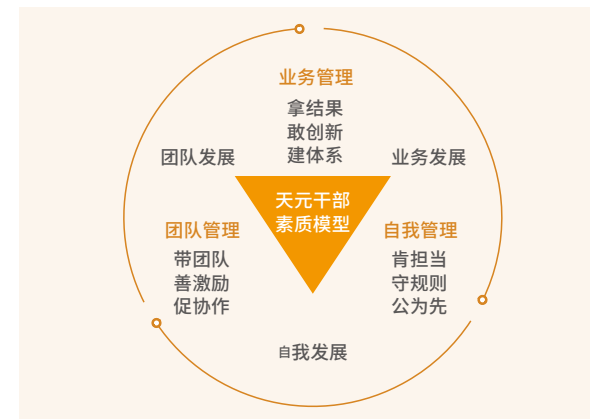 业务管理
拿结果
敢创新
建体系
团队发展
业务发展
天元干部
素质模型
团队管理
带团队
善激励
促协作
自我管理
肯担当
守规则
公为先
自我发展